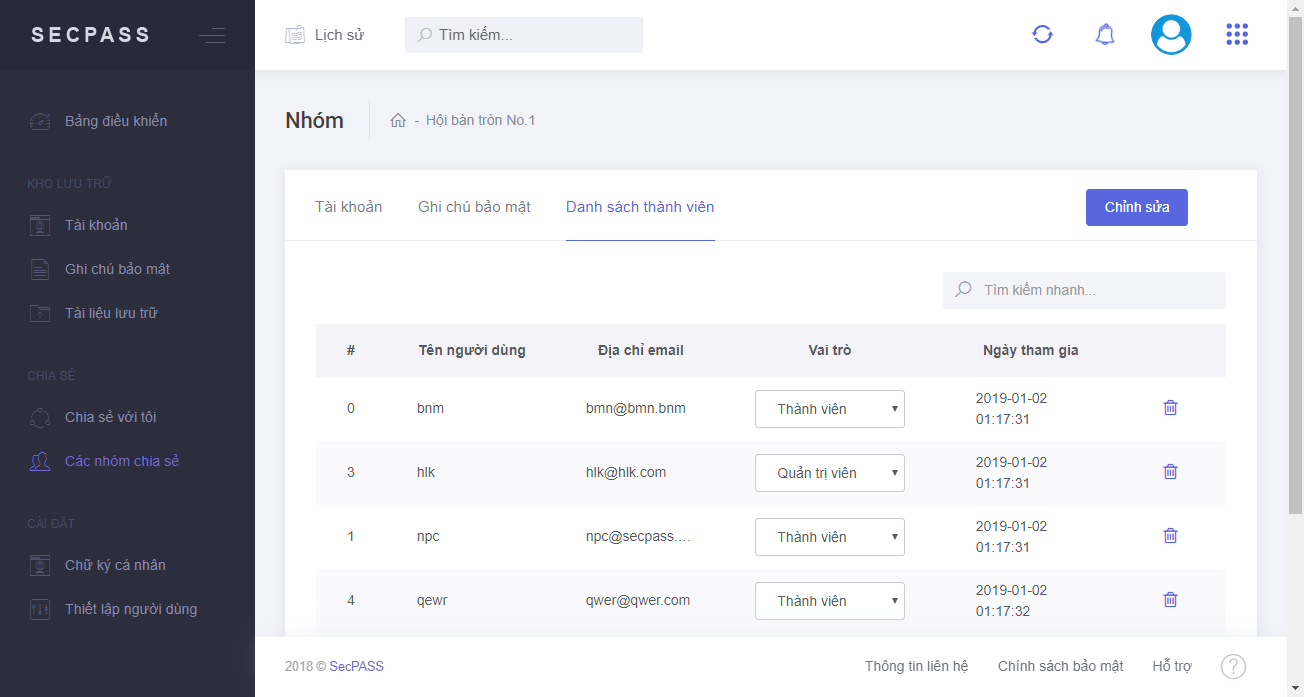 SECPASS
Lịch sử
Tìm kiếm...
Bảng điều khiển
KHO LƯU TRỮ
Tài khoản
Ghi chú bảo mật
Tài liệu lưu trữ
CHIA SẺ
Chia sẻ với tôi
Các nhóm chia sẻ
CÀI ĐẶT
Chữ ký cá nhân
Thiết lập người dùng
Nhóm
- Hội bàn tròn No.1
Tài khoản Ghi chú bảo mật Danh sách thành viên
Chỉnh sửa
Tìm kiếm nhanh...
# Tên người dùng Địa chỉ email Vai trò Ngày tham gia
0 bnm bmn@bmn.bnm Thành viên 2019-01-02
01:17:31
3 hlk hlk@hlk.com Quản trị viên 2019-01-02
01:17:31
1 npc npc@secpass.... Thành viên 2019-01-02
01:17:31
4 qewr qwer@qwer.com Thành viên 2019-01-02
01:17:32
2018 © SecPASS
Thông tin liên hệ Chính sách bảo mật Hỗ trợ ?